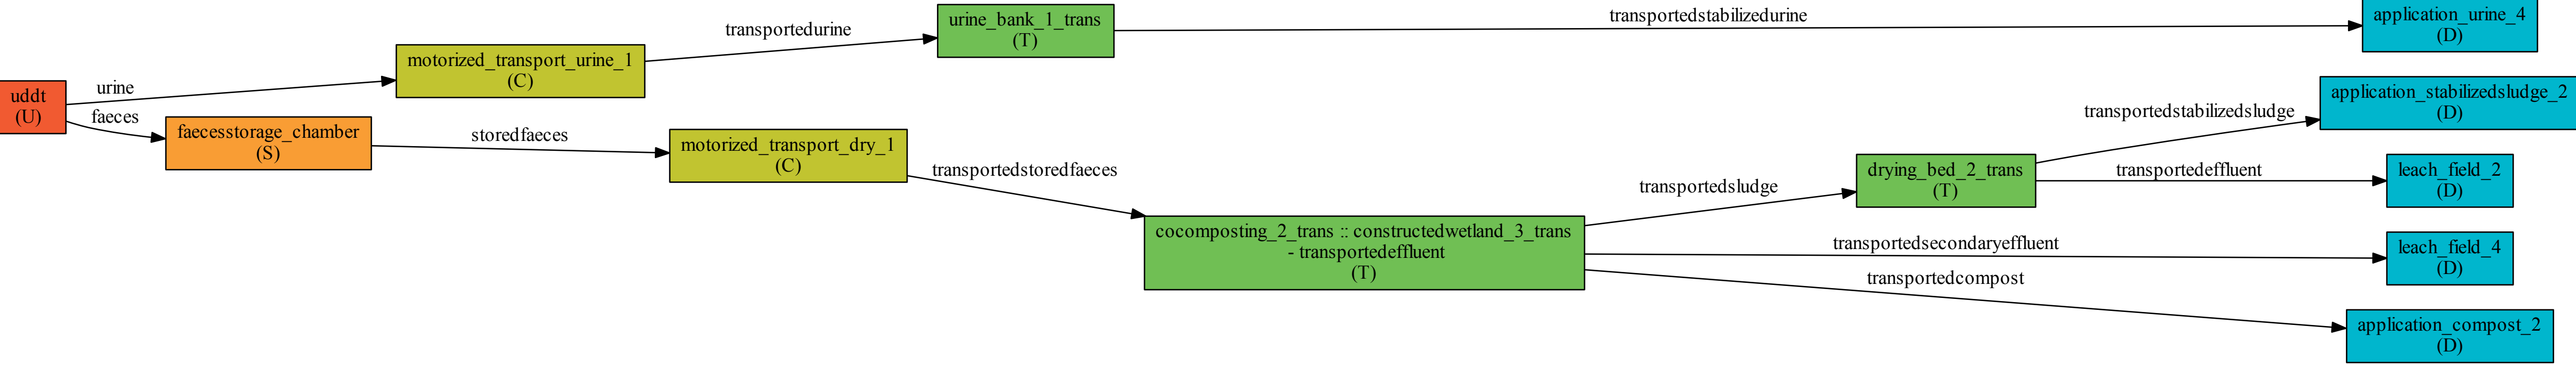 uddt
(U)
urine
faeces
motorized_transport_urine_1
(C)
faecesstorage_chamber
(S)
transportedurine
storedfaeces
urine_bank_1_trans
(T)
motorized_transport_dry_1
(C)
transportedstoredfaeces
transportedstabilizedurine
cocomposting_2_trans :: constructedwetland_3_trans
- transportedeffluent
(T)
transportedsludge
transportedsecondaryeffluent
transportedcompost
drying_bed_2_trans
(T)
transportedstabilizedsludge
transportedeffluent
application_urine_4
(D)
application_stabilizedsludge_2
(D)
leach_field_2
(D)
leach_field_4
(D)
application_compost_2
(D)